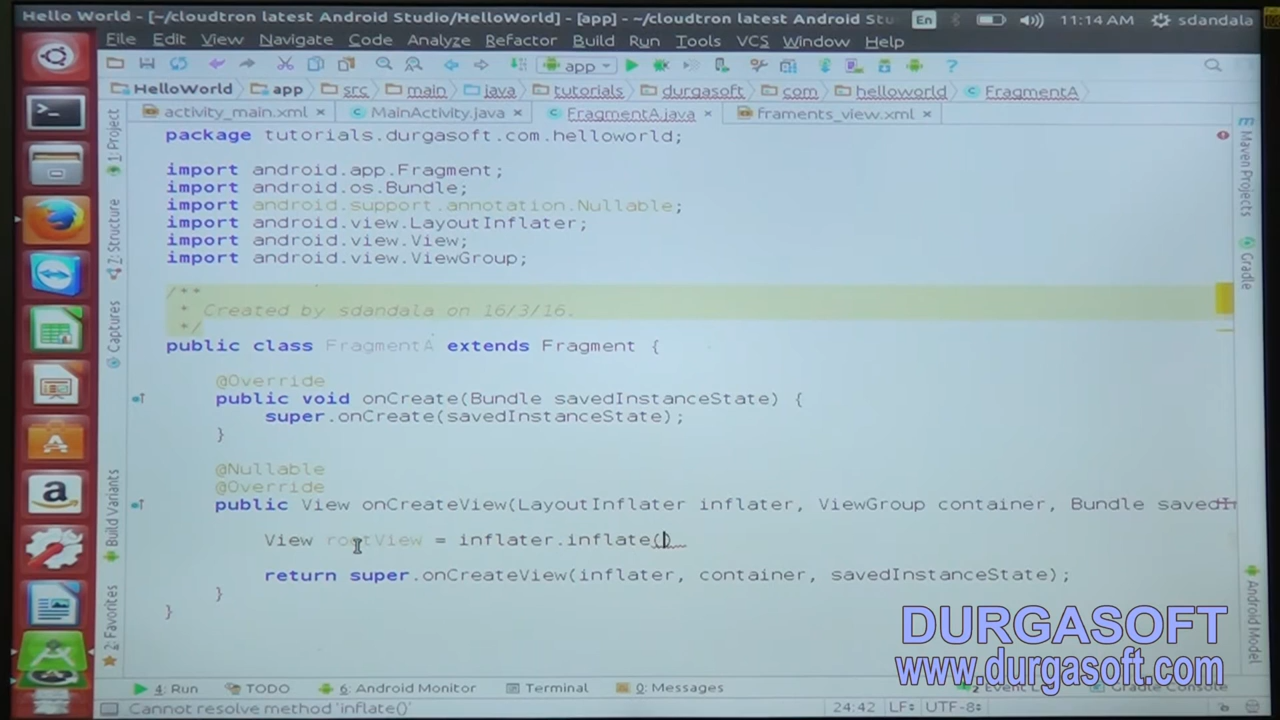 Hello World - [~/cloudtron latest Android Studio/HelloWorld] - [app] - ~/cloudtron latest Android Stu
En
11:14 AM
sdandala
File Edit View Navigate Code Analyze Refactor Build Run Tools VCS Window Help
app
HelloWorld app src main java tutorials durgasoft com helloworld FragmentA
activity_main.xml MainActivity.java FragmentA.java framents_view.xml
package tutorials.durgasoft.com.helloworld;
import android.app.Fragment;
import android.os.Bundle;
import android.support.annotation.Nullable;
import android.view.LayoutInflater;
import android.view.View;
import android.view.ViewGroup;
/**
* Created by sdandala on 16/3/16.
*/
public class FragmentA extends Fragment {
@Override
public void onCreate(Bundle savedInstanceState) {
super.onCreate(savedInstanceState);
}
@Nullable
@Override
public View onCreateView(LayoutInflater inflater, ViewGroup container, Bundle savedIn
View rootView = inflater.inflate()
return super.onCreateView(inflater, container, savedInstanceState);
}
}
1: Project
7: Structure
Captures
Build Variants
2: Favorites
Maven Projects
Gradle
Android Model
DURGASOFT
www.durgasoft.com
4: Run TODO 6: Android Monitor Terminal 0: Messages Event Gradle Console
Cannot resolve method 'inflate()' 24:42 LF÷ UTF-8÷